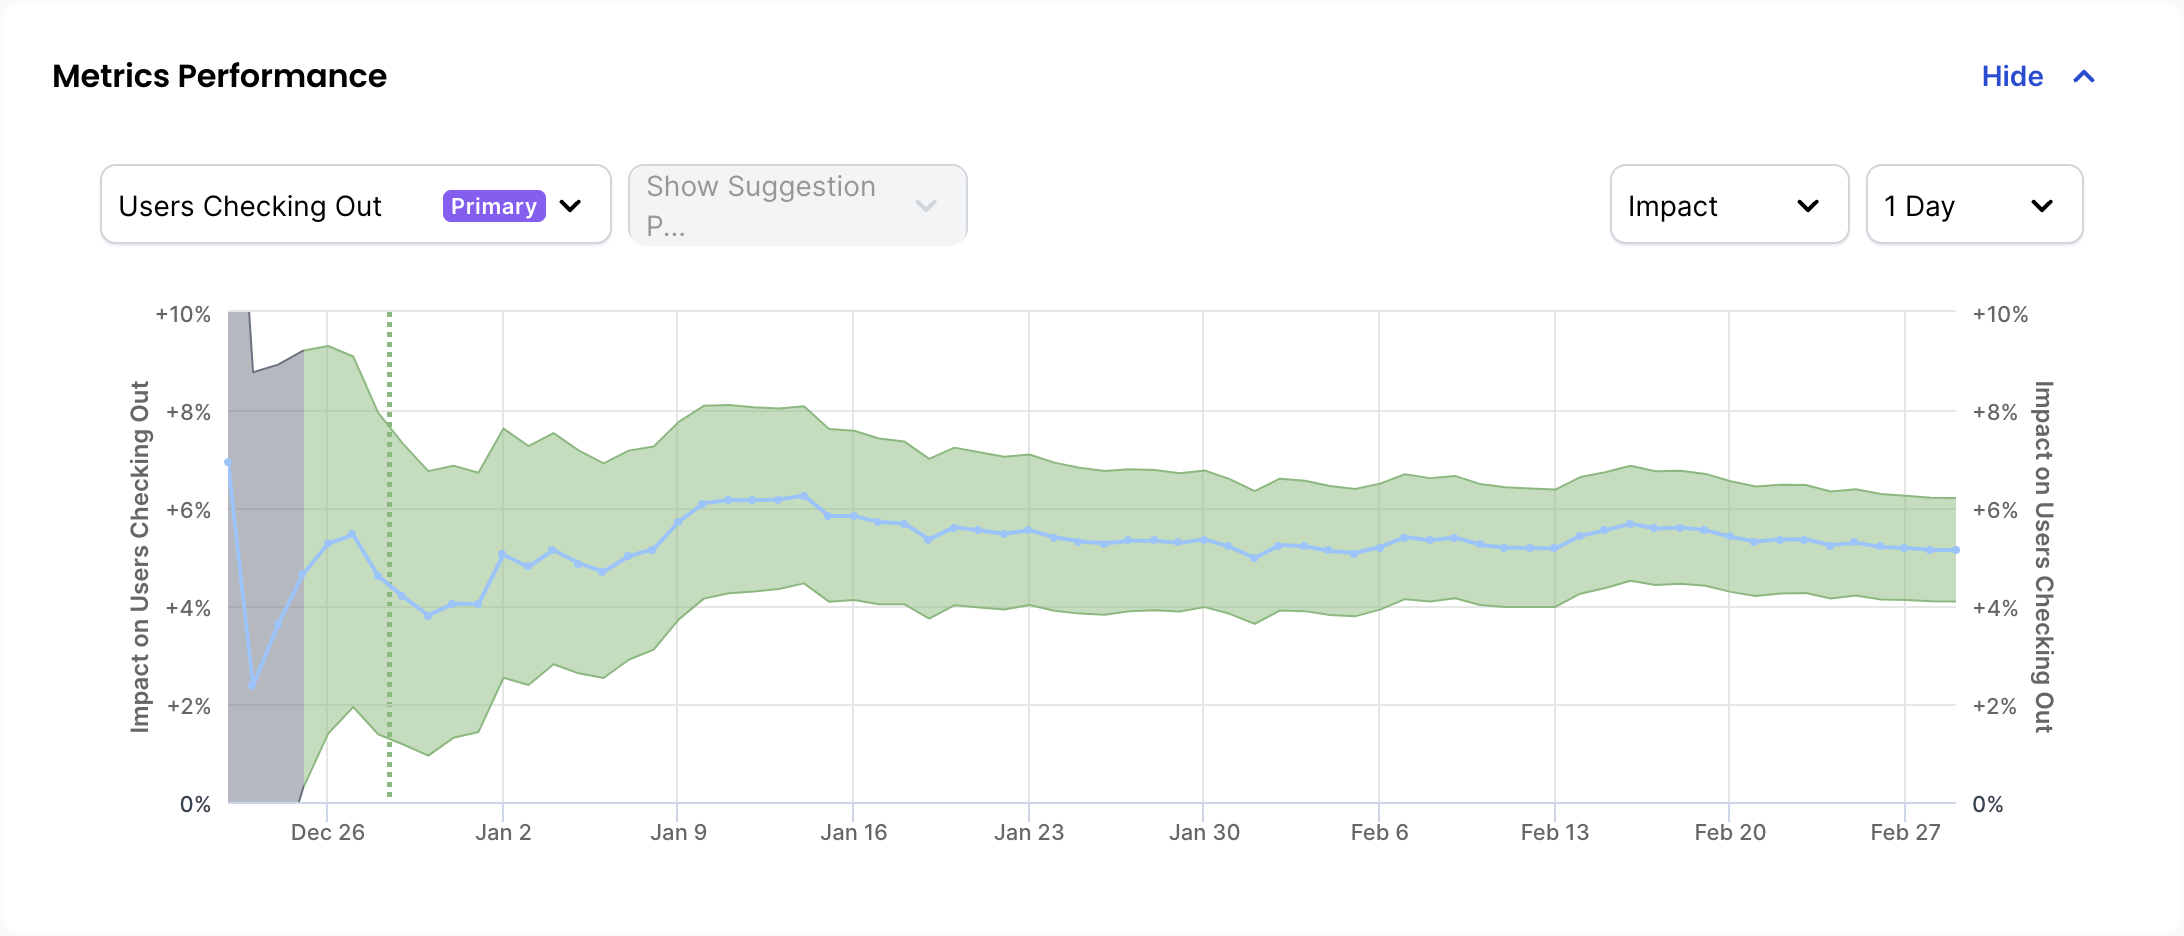 Metrics Performance
Hide
Users Checking Out
Primary
Show Suggestion
P...
Impact
1 Day
Impact on Users Checking Out
+10%
+8%
+6%
+4%
+2%
0%
Dec 26
Jan 2
Jan 9
Jan 16
Jan 23
Jan 30
Feb 6
Feb 13
Feb 20
Feb 27
+10%
+8%
+6%
+4%
+2%
0%
Impact on Users Checking Out